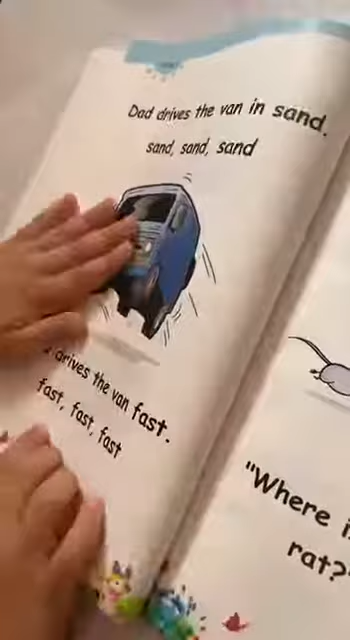 Dad drives the van in sand.
sand, sand, sand
drives the van fast.
fast, fast, fast
"Where
rat?